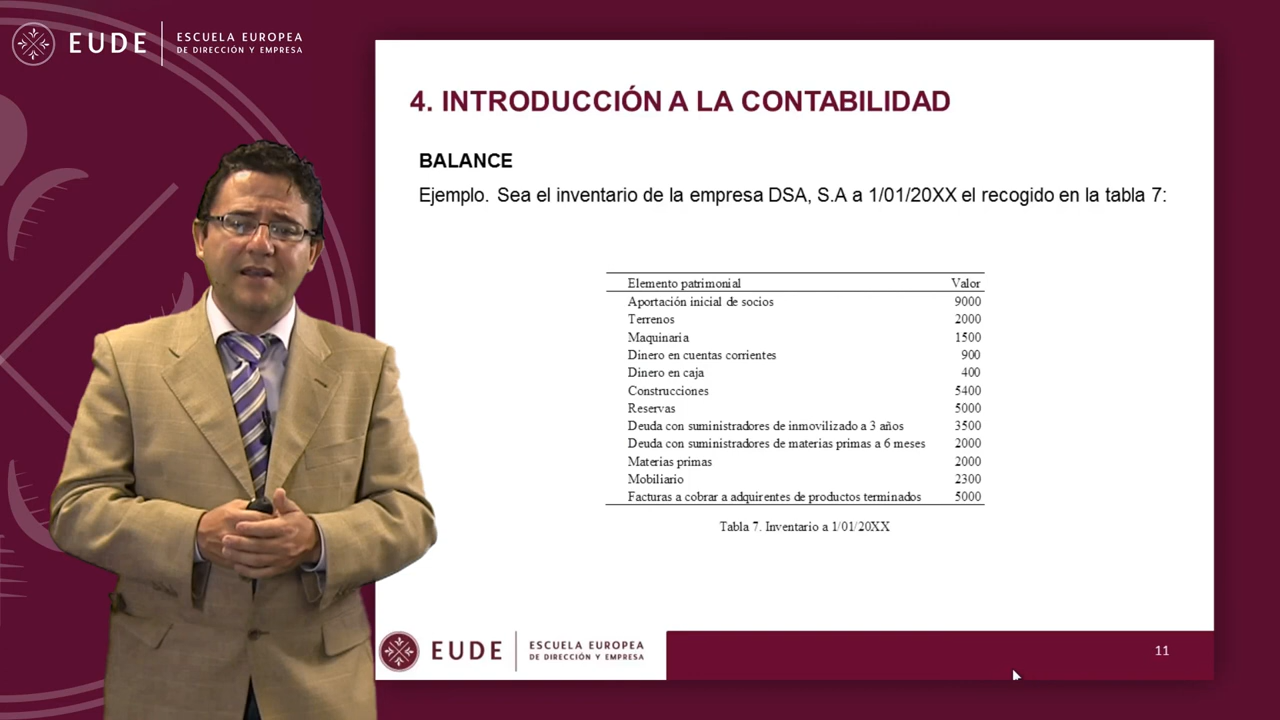 EUDE
ESCUELA EUROPEA
DE DIRECCIÓN Y EMPRESA
4. INTRODUCCIÓN A LA CONTABILIDAD
BALANCE
Ejemplo. Sea el inventario de la empresa DSA, S.A a 1/01/20XX el recogido en la tabla 7:
Elemento patrimonial Valor
Aportación inicial de socios 9000
Terrenos 2000
Maquinaria 1500
Dinero en cuentas corrientes 900
Dinero en caja 400
Construcciones 5400
Reservas 5000
Deuda con suministradores de inmovilizado a 3 años 3500
Deuda con suministradores de materias primas a 6 meses 2000
Materias primas 2000
Mobiliario 2300
Facturas a cobrar a adquirentes de productos terminados 5000
Tabla 7. Inventario a 1/01/20XX
EUDE
ESCUELA EUROPEA
DE DIRECCIÓN Y EMPRESA
11